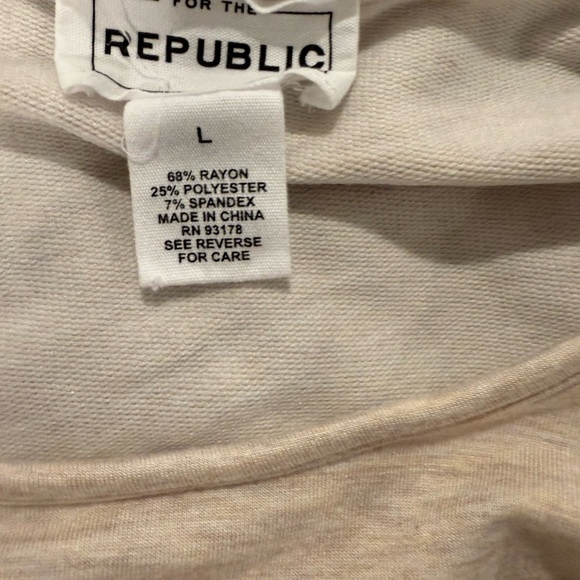 FOR THE
REPUBLIC
L
68% RAYON
25% POLYESTER
7% SPANDEX
MADE IN CHINA
RN 93178
SEE REVERSE
FOR CARE